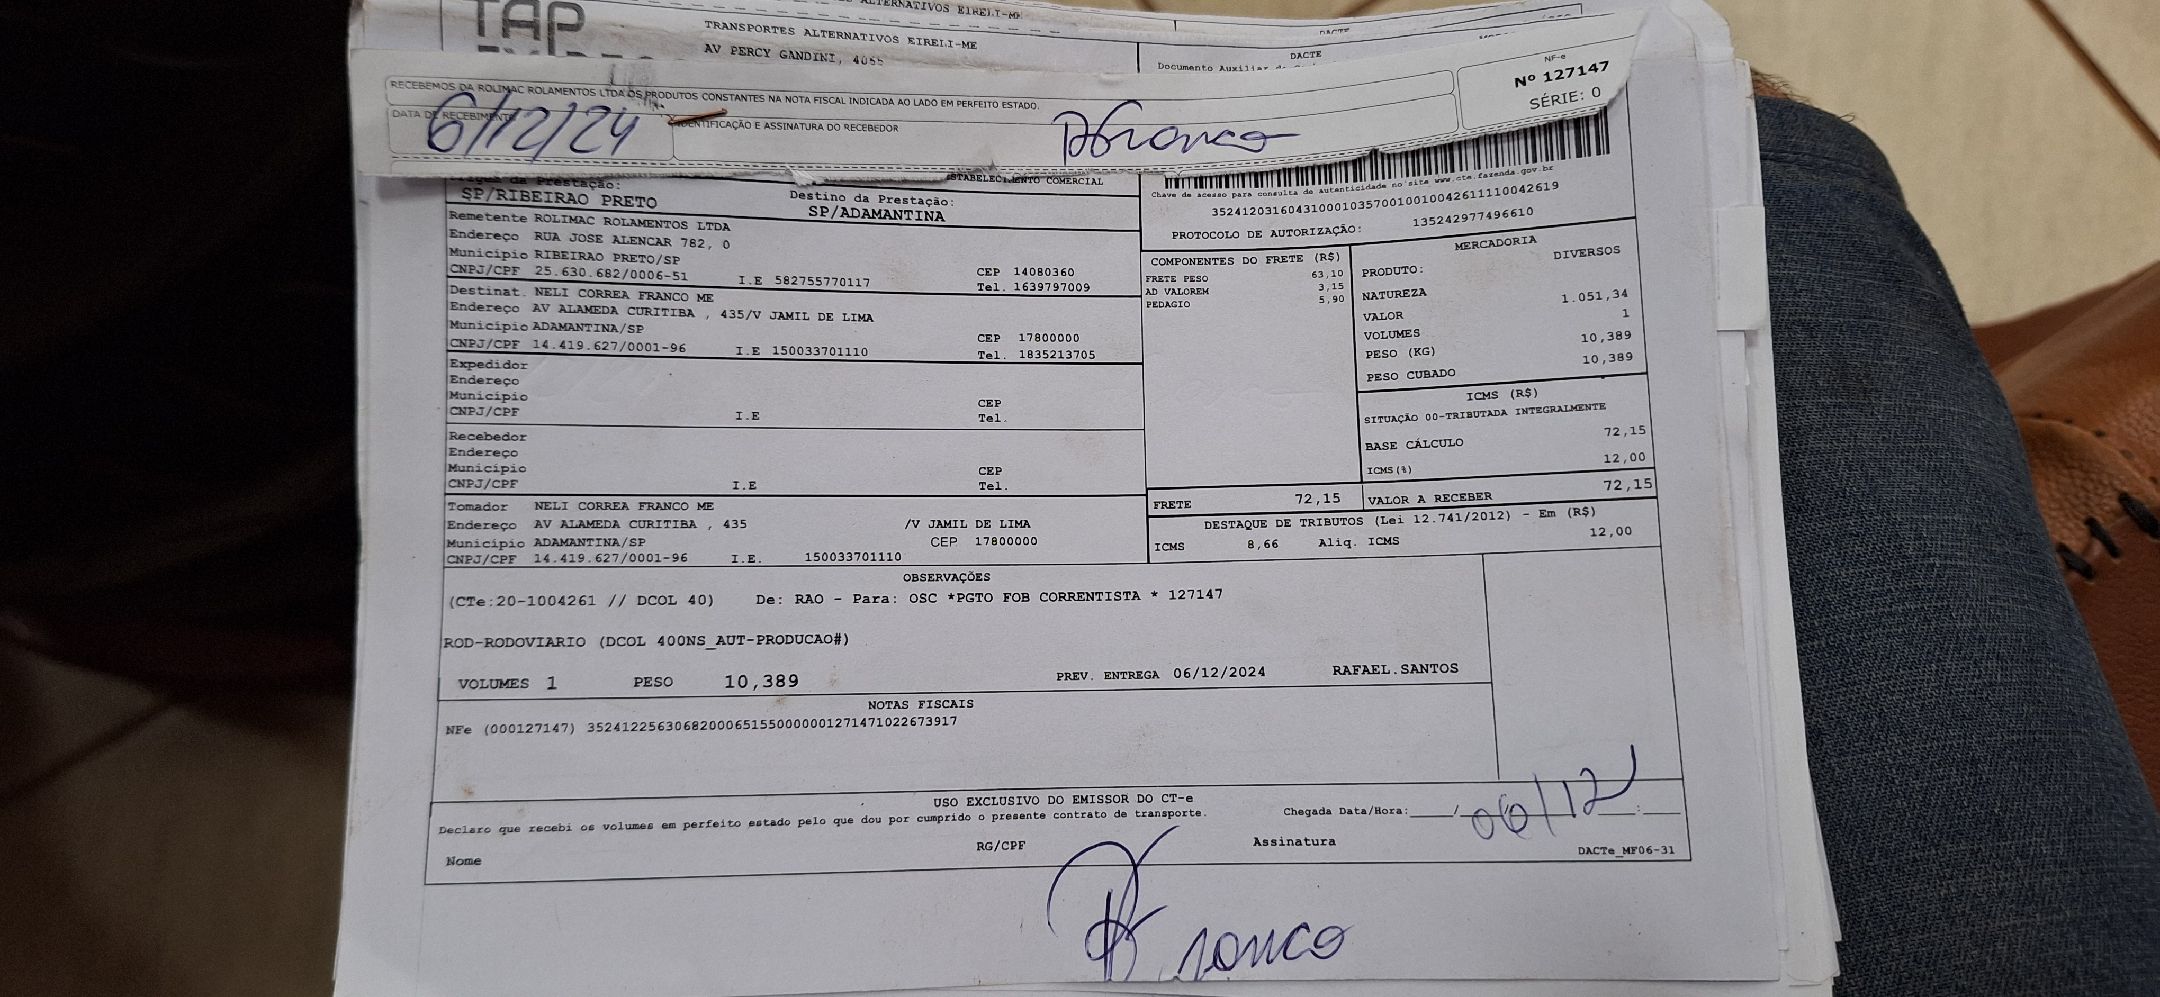 ALTERNATIVOS EIRELI-ME
TAP
TRANSPORTES ALTERNATIVOS EIRELI-ME
AV PERCY GANDINI, 4055
DACTE
DACTE
Documento Auxiliar
RECEBEMOS DA ROLIMAC ROLAMENTOS LTDA OS PRODUTOS CONSTANTES NA NOTA FISCAL INDICADA AO LADO EM PERFEITO ESTADO.
NF-e
Nº 127147
SÉRIE: 0
DATA DE RECEBIMENTO
6/12/24
IDENTIFICAÇÃO E ASSINATURA DO RECEBEDOR
Franco
ESTABELECIMENTO COMERCIAL
Origem da Prestação:
SP/RIBEIRAO PRETO
Destino da Prestação:
SP/ADAMANTINA
Chave de acesso para consulta de autenticidade no site www.cte.fazenda.gov.br
35241203160431000103570010010042611110042619
PROTOCOLO DE AUTORIZAÇÃO: 135242977496610
Remetente ROLIMAC ROLAMENTOS LTDA
Endereço RUA JOSE ALENCAR 782, 0
Município RIBEIRAO PRETO/SP CEP 14080360
CNPJ/CPF 25.630.682/0006-51 I.E 582755770117 Tel. 1639797009
Destinat. NELI CORREA FRANCO ME
Endereço AV ALAMEDA CURITIBA , 435/V JAMIL DE LIMA
Município ADAMANTINA/SP CEP 17800000
CNPJ/CPF 14.419.627/0001-96 I.E 150033701110 Tel. 1835213705
Expedidor
Endereço
Município CEP
CNPJ/CPF I.E Tel.
Recebedor
Endereço
Município CEP
CNPJ/CPF I.E Tel.
Tomador NELI CORREA FRANCO ME
Endereço AV ALAMEDA CURITIBA , 435 /V JAMIL DE LIMA
Município ADAMANTINA/SP CEP 17800000
CNPJ/CPF 14.419.627/0001-96 I.E. 150033701110
COMPONENTES DO FRETE (R$)
FRETE PESO 63,10
AD VALOREM 3,15
PEDAGIO 5,90
MERCADORIA
PRODUTO: DIVERSOS
NATUREZA
VALOR 1.051,34
VOLUMES 1
PESO (KG) 10,389
PESO CUBADO 10,389
ICMS (R$)
SITUAÇÃO 00-TRIBUTADA INTEGRALMENTE
BASE CÁLCULO 72,15
ICMS(%) 12,00
FRETE 72,15
VALOR A RECEBER 72,15
DESTAQUE DE TRIBUTOS (Lei 12.741/2012) - Em (R$)
ICMS 8,66 Aliq. ICMS 12,00
OBSERVAÇÕES
(CTe:20-1004261 // DCOL 40) De: RAO - Para: OSC *PGTO FOB CORRENTISTA * 127147
ROD-RODOVIARIO (DCOL 400NS_AUT-PRODUCAO#)
VOLUMES 1 PESO 10,389 PREV. ENTREGA 06/12/2024 RAFAEL.SANTOS
NOTAS FISCAIS
NFe (000127147) 35241225630682000651550000001271471022673917
USO EXCLUSIVO DO EMISSOR DO CT-e
Declaro que recebi os volumes em perfeito estado pelo que dou por cumprido o presente contrato de transporte.
Chegada Data/Hora: ____/ 06/12 ____:____
Nome RG/CPF Assinatura
DACTe_MF06-31
Franco